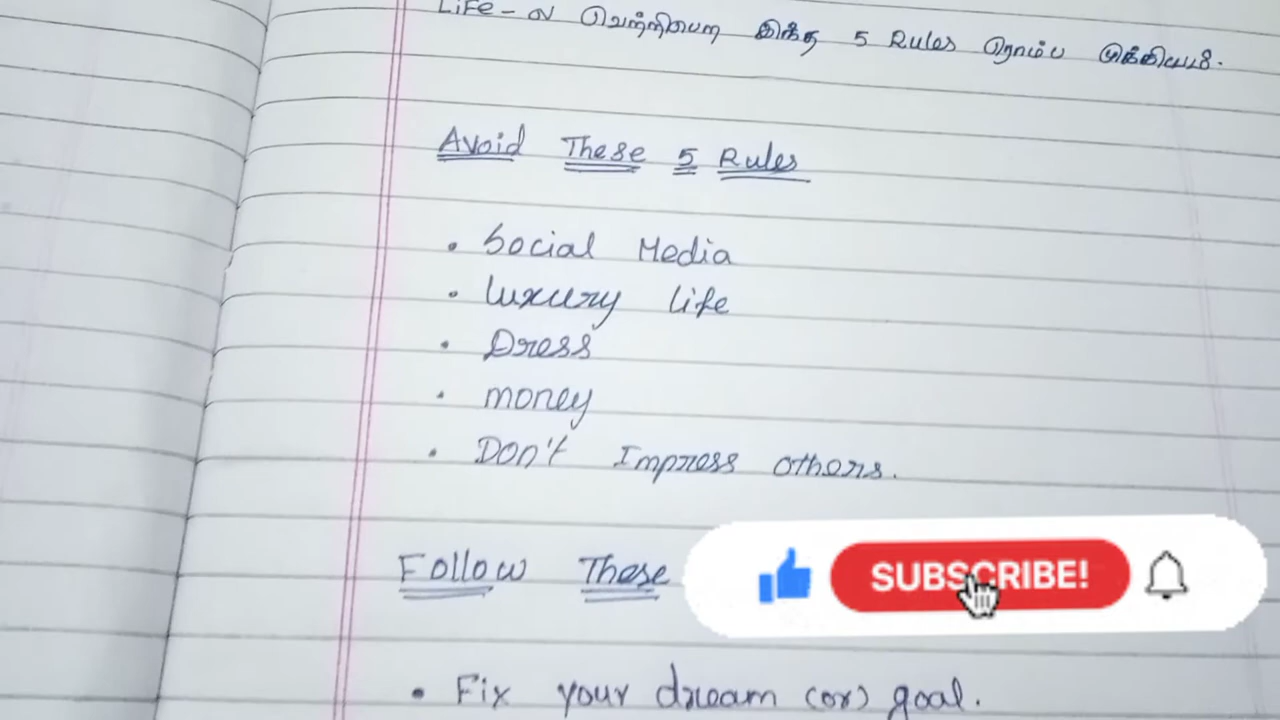 Life - ல வெற்றிபெற இந்த 5 Rules ரொம்ப முக்கியம்.
Avoid These 5 Rules
• Social Media
• luxury life
• Dress
• money
• Don't Impress others.
Follow These
SUBSCRIBE!
• Fix your dream (or) goal.